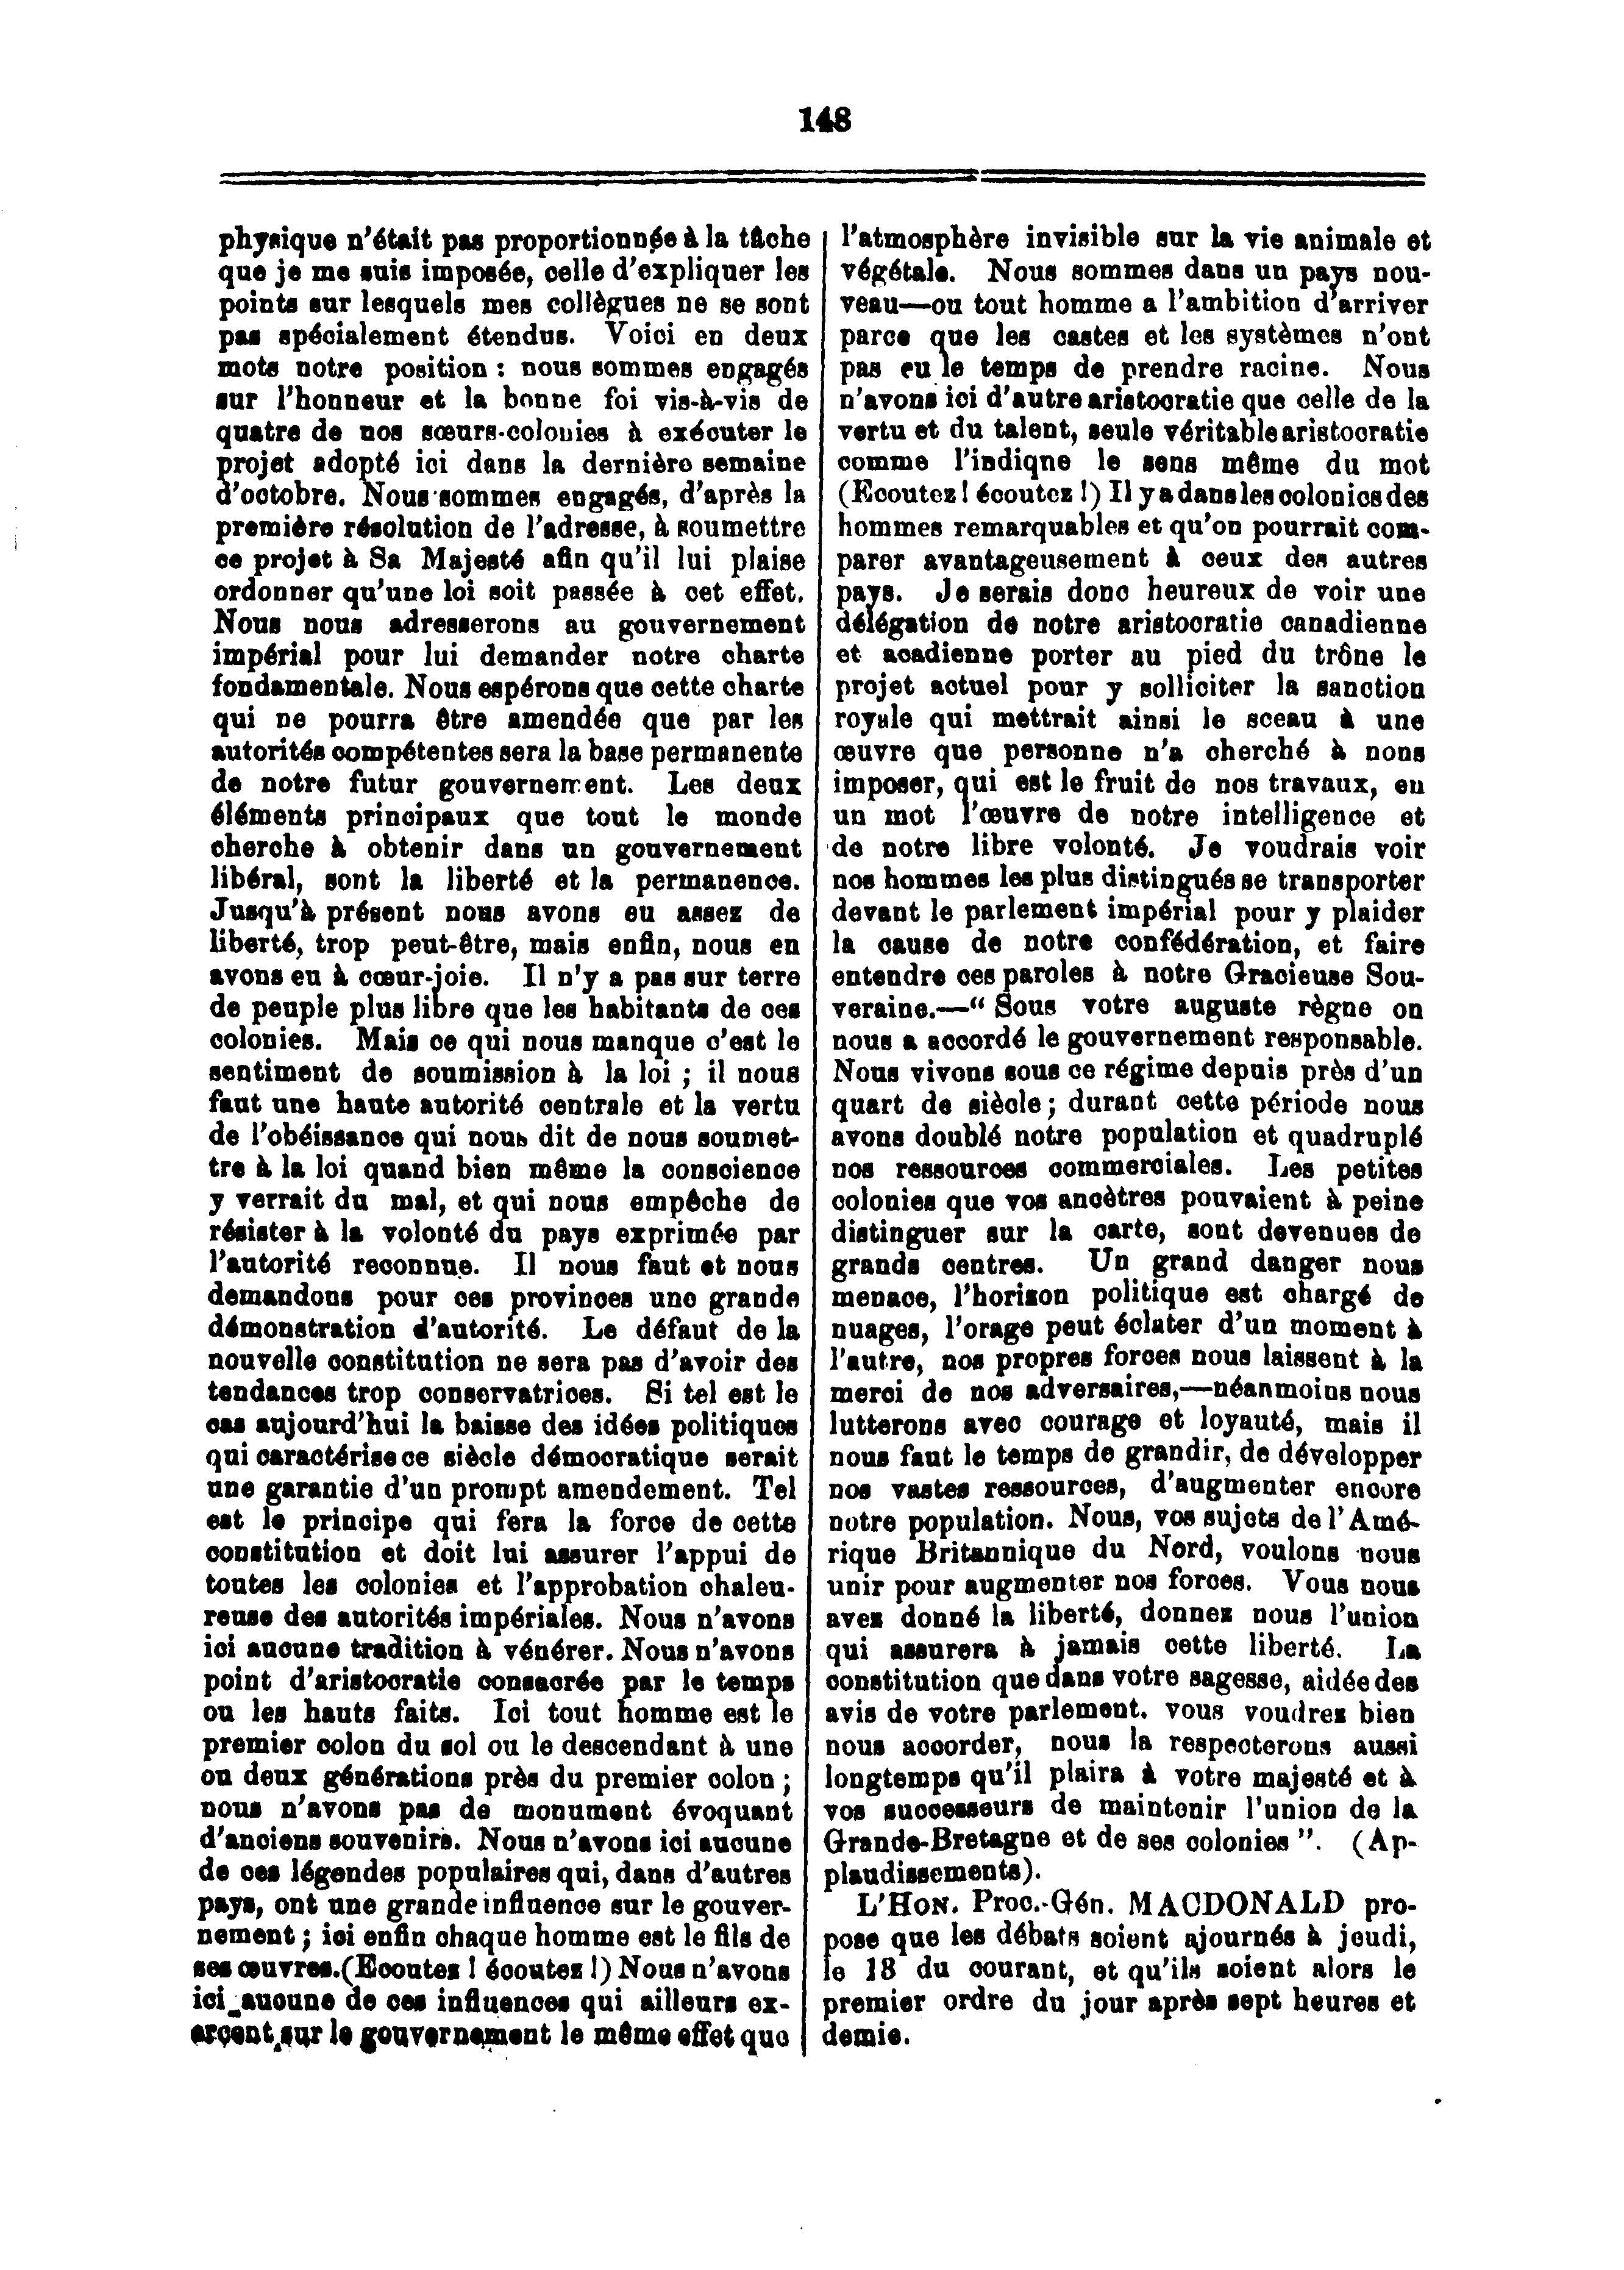 148
physique n'était pas proportionnée à la tâche
que je me suis imposée, celle d'expliquer les
points sur lesquels mes collègues ne se sont
pas spécialement étendus. Voici en deux
mots notre position : nous sommes engagés
sur l'honneur et la bonne foi vis-à-vis de
quatre de nos sœurs-colonies à exécuter le
projet adopté ici dans la dernière semaine
d'octobre. Nous sommes engagés, d'après la
première résolution de l'adresse, à soumettre
ce projet à Sa Majesté afin qu'il lui plaise
ordonner qu'une loi soit passée à cet effet.
Nous nous adresserons au gouvernement
impérial pour lui demander notre charte
fondamentale. Nous espérons que cette charte
qui ne pourra être amendée que par les
autorités compétentes sera la base permanente
de notre futur gouvernement. Les deux
éléments principaux que tout le monde
cherche à obtenir dans un gouvernement
libéral, sont la liberté et la permanence.
Jusqu'à présent nous avons eu assez de
liberté, trop peut-être, mais enfin, nous en
avons eu à cœur-joie. Il n'y a pas sur terre
de peuple plus libre que les habitants de ces
colonies. Mais ce qui nous manque c'est le
sentiment de soumission à la loi ; il nous
faut une haute autorité centrale et la vertu
de l'obéissance qui nous dit de nous soumet-
tre à la loi quand bien même la conscience
y verrait du mal, et qui nous empêche de
résister à la volonté du pays exprimée par
l'autorité reconnue. Il nous faut et nous
demandons pour ces provinces une grande
démonstration d'autorité. Le défaut de la
nouvelle constitution ne sera pas d'avoir des
tendances trop conservatrices. Si tel est le
cas aujourd'hui la baisse des idées politiques
qui caractérise ce siècle démocratique serait
une garantie d'un prompt amendement. Tel
est le principe qui fera la force de cette
constitution et doit lui assurer l'appui de
toutes les colonies et l'approbation chaleu-
reuse des autorités impériales. Nous n'avons
ici aucune tradition à vénérer. Nous n'avons
point d'aristocratie consacrée par le temps
ou les hauts faits. Ici tout homme est le
premier colon du sol ou le descendant à une
ou deux générations près du premier colon ;
nous n'avons pas de monument évoquant
d'anciens souvenirs. Nous n'avons ici aucune
de ces légendes populaires qui, dans d'autres
pays, ont une grande influence sur le gouver-
nement ; ici enfin chaque homme est le fils de
ses œuvres.(Ecoutez ! écoutez !) Nous n'avons
ici aucune de ces influences qui ailleurs ex-
erçent sur le gouvernement le même effet que
l'atmosphère invisible sur la vie animale et
végétale. Nous sommes dans un pays nou-
veau—ou tout homme a l'ambition d'arriver
parce que les castes et les systèmes n'ont
pas eu le temps de prendre racine. Nous
n'avons ici d'autre aristocratie que celle de la
vertu et du talent, seule véritable aristocratie
comme l'indiqne le sens même du mot
(Ecoutez ! écoutez !) Il y a dans les colonies des
hommes remarquables et qu'on pourrait com-
parer avantageusement à ceux des autres
pays. Je serais donc heureux de voir une
délégation de notre aristocratie canadienne
et acadienne porter au pied du trône le
projet actuel pour y solliciter la sanction
royale qui mettrait ainsi le sceau à une
œuvre que personne n'a cherché à nons
imposer, qui est le fruit de nos travaux, en
un mot l'œuvre de notre intelligence et
de notre libre volonté. Je voudrais voir
nos hommes les plus distingués se transporter
devant le parlement impérial pour y plaider
la cause de notre confédération, et faire
entendre ces paroles à notre Gracieuse Sou-
veraine.—“ Sous votre auguste règne on
nous a accordé le gouvernement responsable.
Nous vivons sous ce régime depuis près d'un
quart de siècle ; durant cette période nous
avons doublé notre population et quadruplé
nos ressources commerciales. Les petites
colonies que vos ancètres pouvaient à peine
distinguer sur la carte, sont devenues de
grands centres. Un grand danger nous
menace, l'horizon politique est chargé de
nuages, l'orage peut éclater d'un moment à
l'autre, nos propres forces nous laissent à la
merci de nos adversaires,—néanmoins nous
lutterons avec courage et loyauté, mais il
nous faut le temps de grandir, de développer
nos vastes ressources, d'augmenter encore
notre population. Nous, vos sujets de l'Amé-
rique Britannique du Nord, voulons nous
unir pour augmenter nos forces. Vous nous
avez donné la liberté, donnez nous l'union
qui assurera à jamais cette liberté. La
constitution que dans votre sagesse, aidée des
avis de votre parlement. vous voudrez bien
nous accorder, nous la respecterons aussi
longtemps qu'il plaira à votre majesté et à
vos successeurs de maintenir l'union de la
Grande-Bretagne et de ses colonies ”. (Ap-
plaudissements).
L'HON. Proc.-Gén. MACDONALD pro-
pose que les débats soient ajournés à jeudi,
le 18 du courant, et qu'ils soient alors le
premier ordre du jour après sept heures et
demie.